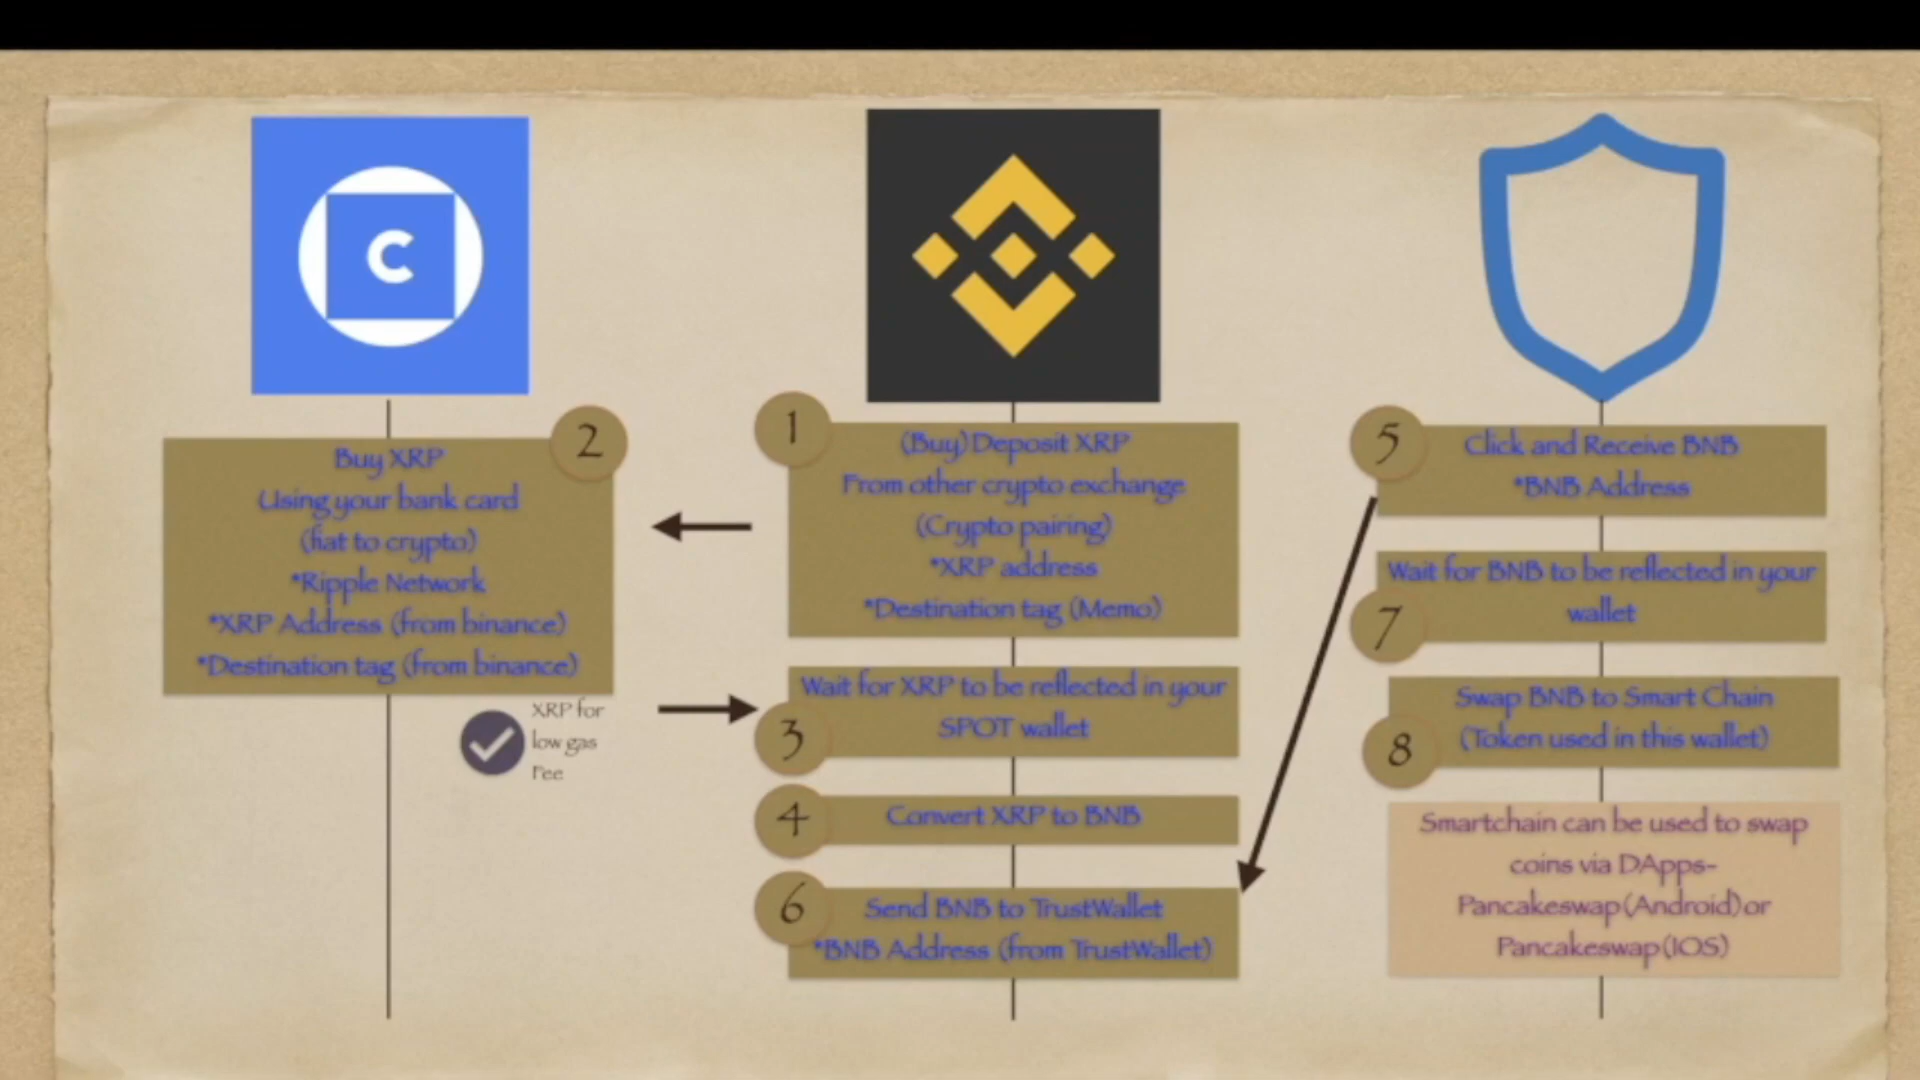 C
2
Buy XRP
Using your bank card
(fiat to crypto)
*Ripple Network
*XRP Address (from binance)
*Destination tag (from binance)
XRP for
low gas
Fee
1
(Buy)Deposit XRP
From other crypto exchange
(Crypto pairing)
*XRP address
*Destination tag (Memo)
3
Wait for XRP to be reflected in your
SPOT wallet
4
Convert XRP to BNB
6
Send BNB to TrustWallet
*BNB Address (from TrustWallet)
5
Click and Receive BNB
*BNB Address
7
Wait for BNB to be reflected in your
wallet
8
Swap BNB to Smart Chain
(Token used in this wallet)
Smartchain can be used to swap
coins via DApps-
Pancakeswap(Android)or
Pancakeswap(IOS)